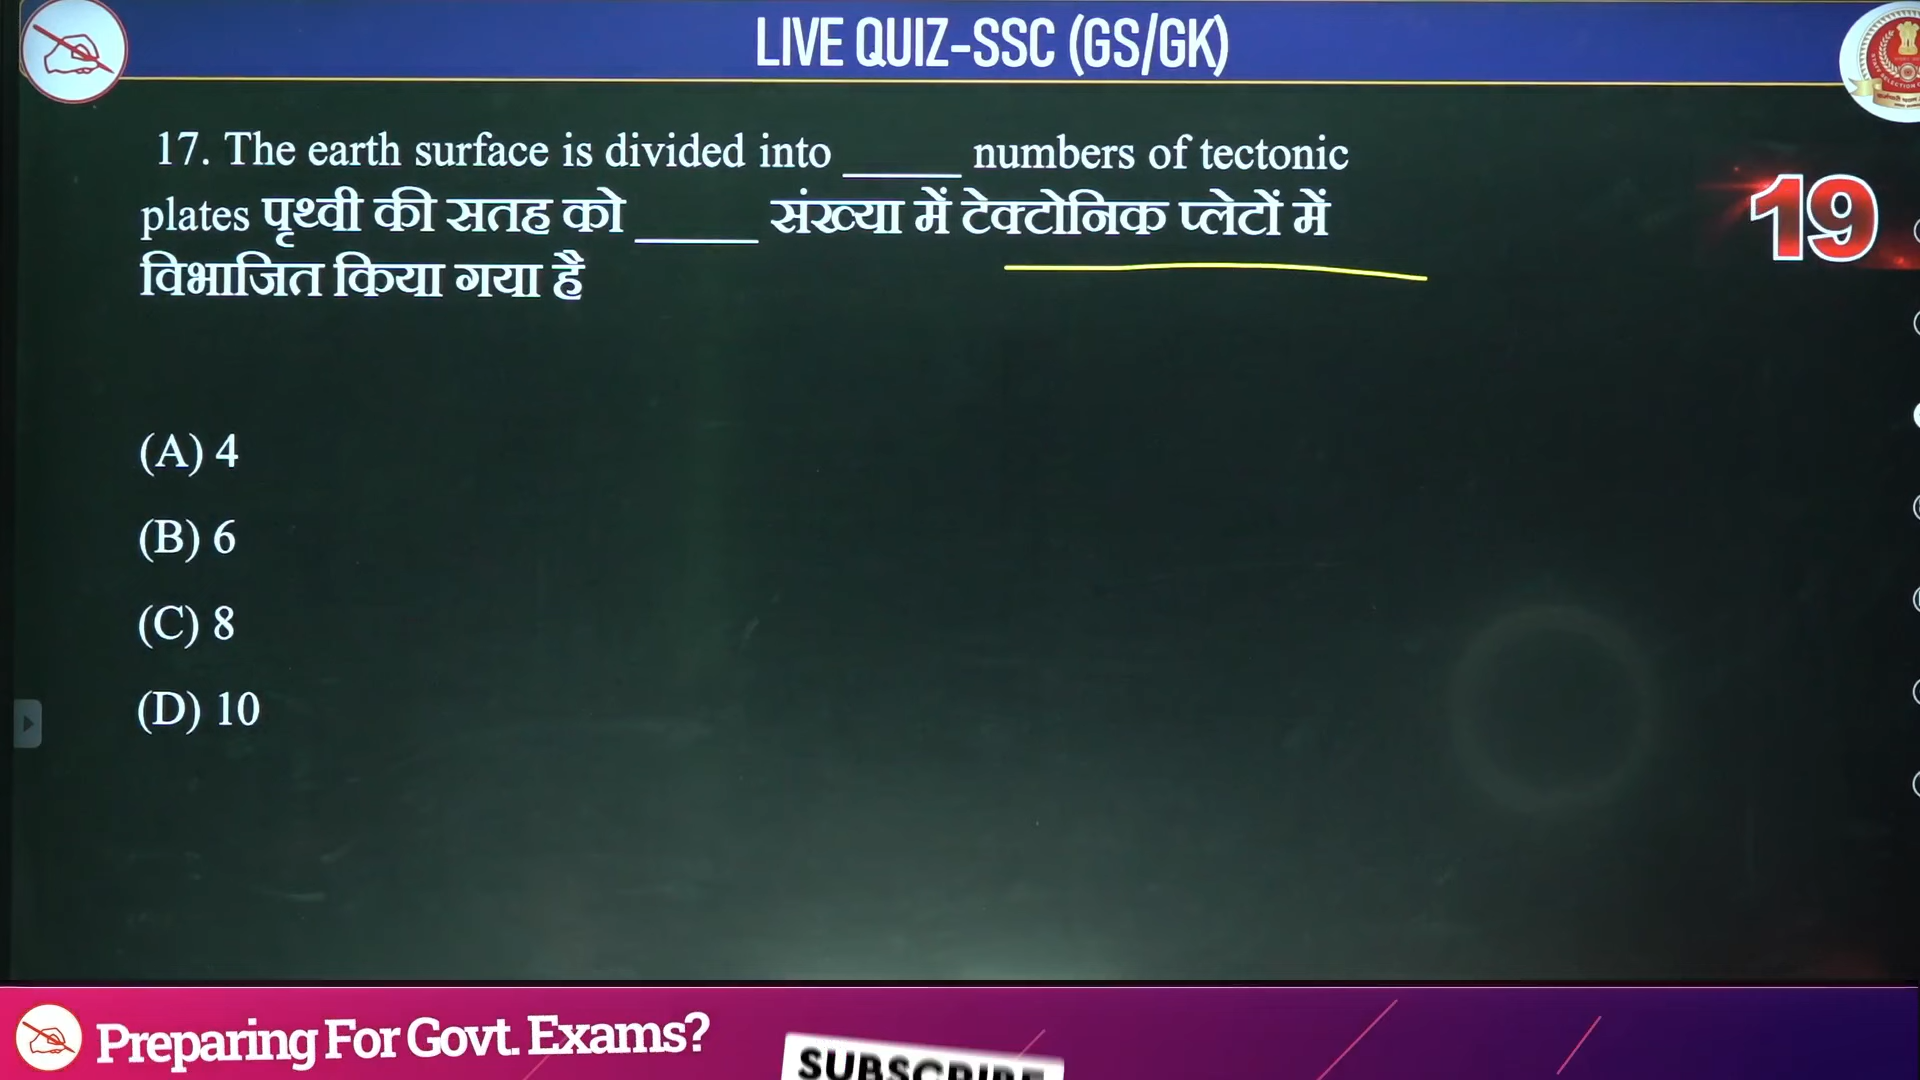 LIVE QUIZ-SSC (GS/GK)
17. The earth surface is divided into _____ numbers of tectonic
plates पृथ्वी की सतह को _____ संख्या में टेक्टोनिक प्लेटों में
विभाजित किया गया है
19
(A) 4
(B) 6
(C) 8
(D) 10
Preparing For Govt. Exams?
SUBSCRIBE